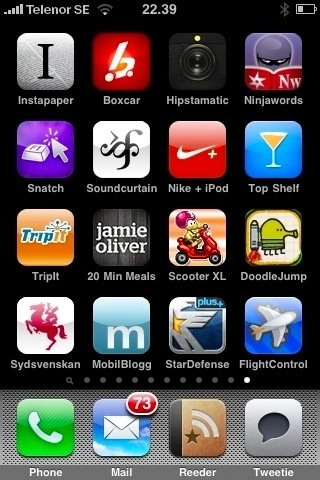 Telenor SE 22.39
I Nw
Instapaper Boxcar Hipstamatic Ninjawords
Snatch Soundcurtain Nike + iPod Top Shelf
TripIt jamie
oliver
TripIt 20 Min Meals Scooter XL DoodleJump
m plus+
Sydsvenskan MobilBlogg StarDefense FlightControl
73
Phone Mail Reeder Tweetie